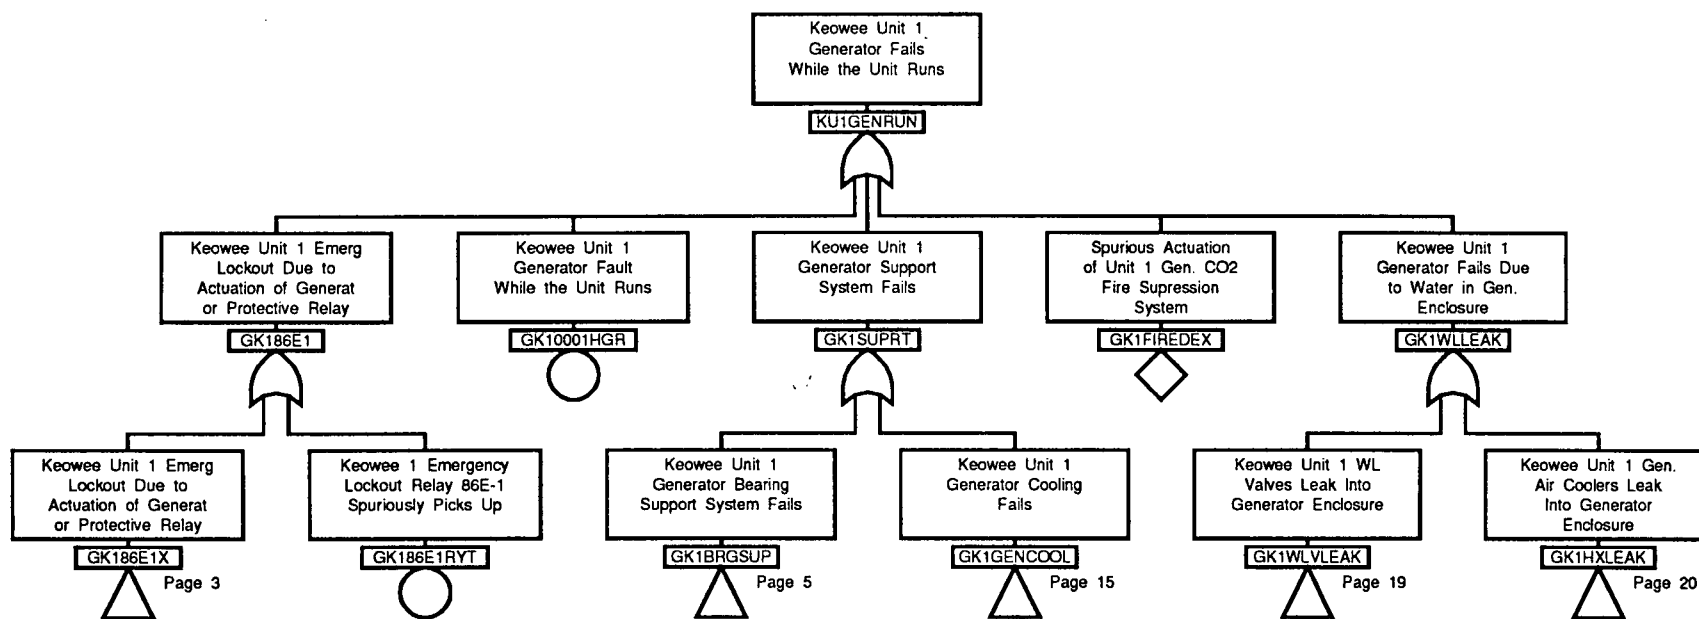 Keowee Unit 1
Generator Fails
While the Unit Runs
KU1GENRUN
Keowee Unit 1 Emerg
Lockout Due to
Actuation of Generat
or Protective Relay
GK186E1
Keowee Unit 1
Generator Fault
While the Unit Runs
GK10001HGR
Keowee Unit 1
Generator Support
System Fails
GK1SUPRT
Spurious Actuation
of Unit 1 Gen. CO2
Fire Supression
System
GK1FIREDEX
Keowee Unit 1
Generator Fails Due
to Water in Gen.
Enclosure
GK1WLLEAK
Keowee Unit 1 Emerg
Lockout Due to
Actuation of Generat
or Protective Relay
GK186E1X
Page 3
Keowee 1 Emergency
Lockout Relay 86E-1
Spuriously Picks Up
GK186E1RYT
Keowee Unit 1
Generator Bearing
Support System Fails
GK1BRGSUP
Page 5
Keowee Unit 1
Generator Cooling
Fails
GK1GENCOOL
Page 15
Keowee Unit 1 WL
Valves Leak Into
Generator Enclosure
GK1WLVLEAK
Page 19
Keowee Unit 1 Gen.
Air Coolers Leak
Into Generator
Enclosure
GK1HXLEAK
Page 20